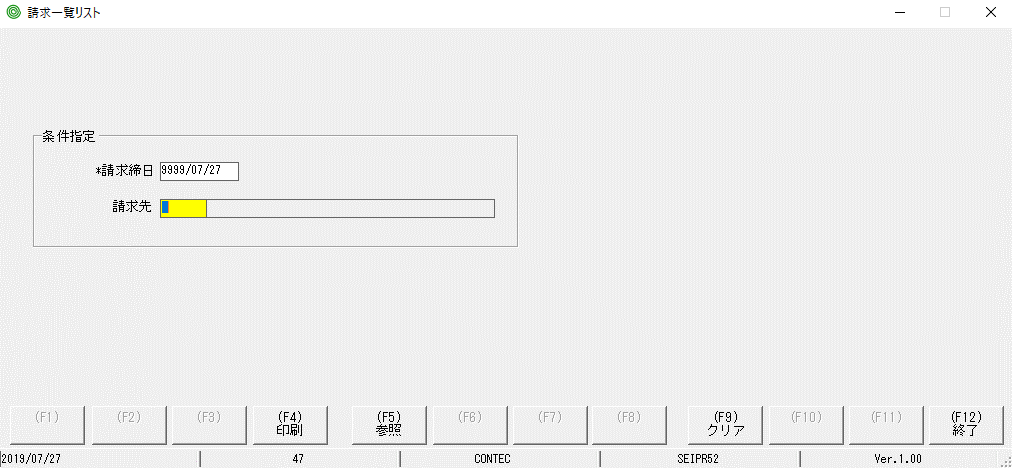 請求一覧リスト
条件指定
*請求締日 9999/07/27
請求先
(F1) (F2) (F3) (F4) (F5) (F6) (F7) (F8) (F9) (F10) (F11) (F12)
印刷 参照 クリア 終了
2019/07/27 47 CONTEC SEIPR52 Ver.1.00